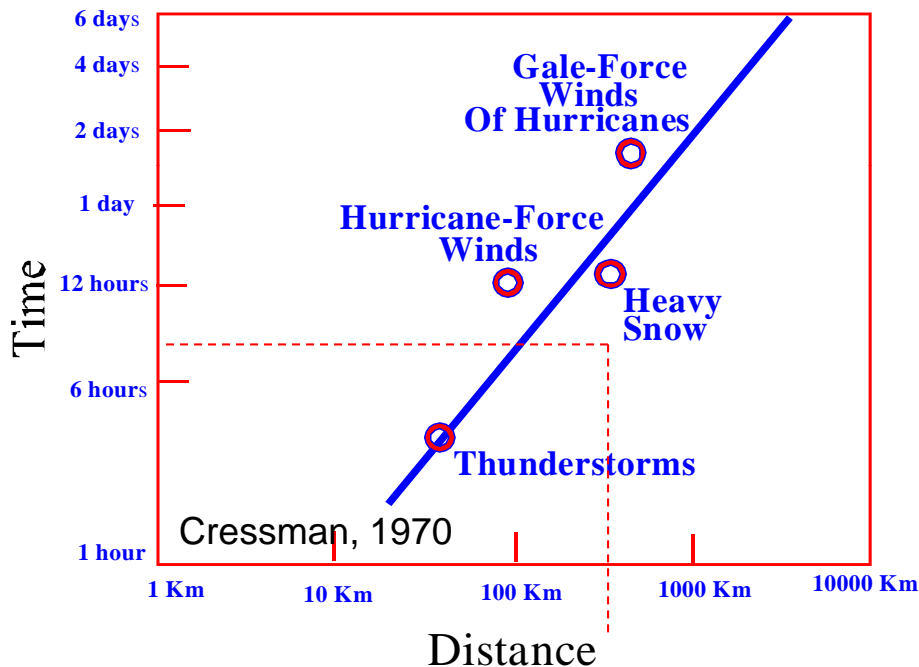 6 days
4 days
2 days
1 day
12 hours
6 hours
1 hour
Time
Gale-Force
Winds
Of Hurricanes
Hurricane-Force
Winds
Heavy
Snow
Thunderstorms
Cressman, 1970
1 Km
10 Km
100 Km
1000 Km
10000 Km
Distance